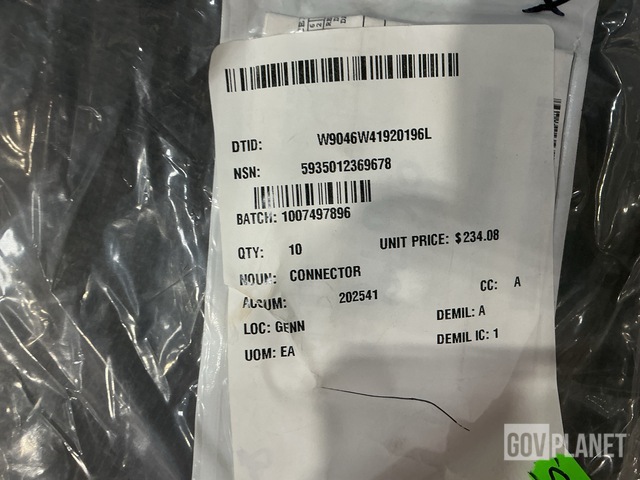 DTID: W9046W41920196L
NSN: 5935012369678
BATCH: 1007497896
QTY: 10 UNIT PRICE: $234.08
NOUN: CONNECTOR
202541 CC: A
LOC: GENN DEMIL: A
UOM: EA DEMIL IC: 1
GOVPLANET